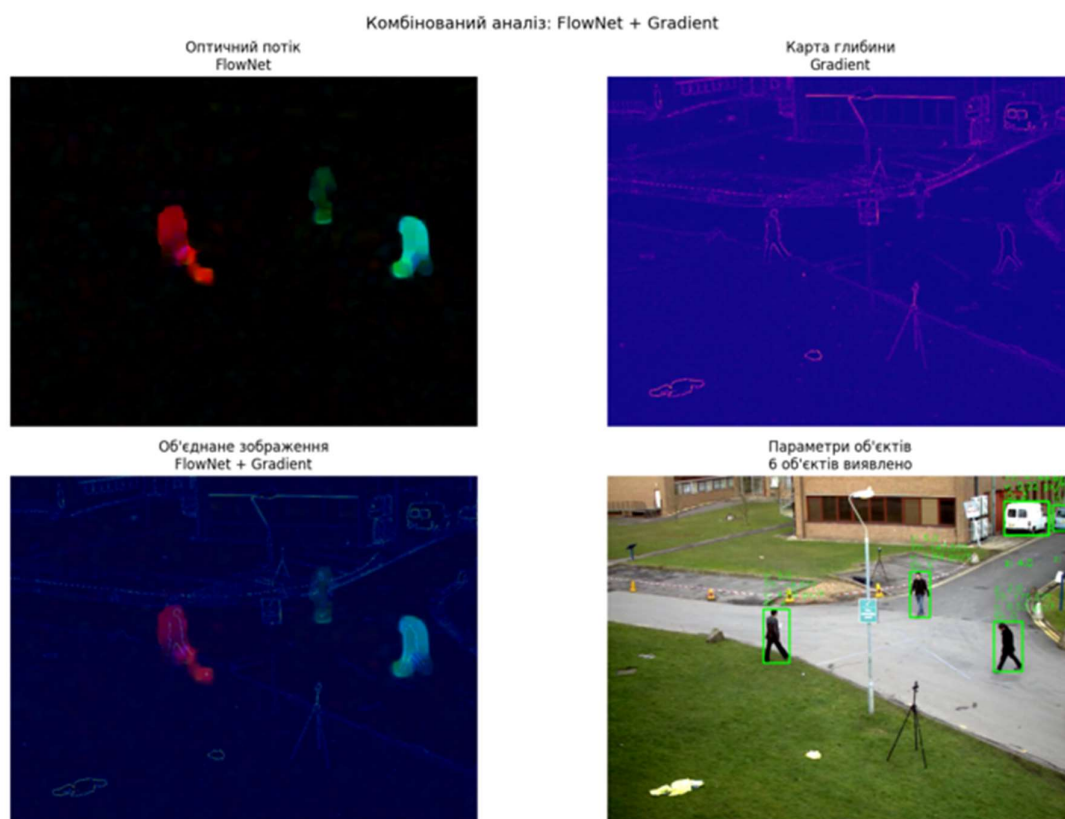 Комбінований аналіз: FlowNet + Gradient
Оптичний потік
FlowNet
Карта глибини
Gradient
Об'єднане зображення
FlowNet + Gradient
Параметри об'єктів
6 об'єктів виявлено